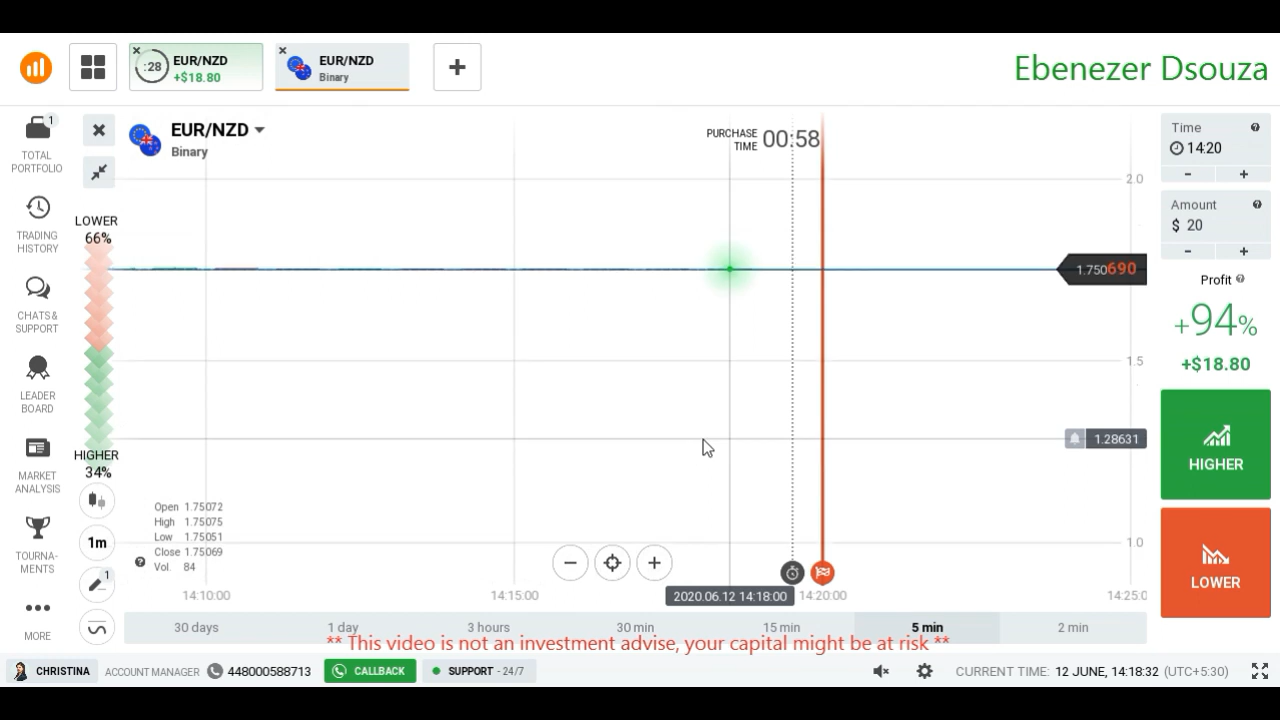 :28
EUR/NZD
+$18.80
EUR/NZD
Binary
+
Ebenezer Dsouza
1
TOTAL
PORTFOLIO
TRADING
HISTORY
CHATS &
SUPPORT
LEADER
BOARD
MARKET
ANALYSIS
TOURNA-
MENTS
MORE
EUR/NZD
Binary
LOWER
66%
HIGHER
34%
1m
1
PURCHASE
TIME
00:58
2.0
1.750690
1.5
1.28631
1.0
Open 1.75072
High 1.75075
Low 1.75051
Close 1.75069
Vol. 84
14:10:00
14:15:00
2020.06.12 14:18:00
14:20:00
14:25:0
30 days
1 day
3 hours
30 min
15 min
5 min
2 min
** This video is not an investment advise, your capital might be at risk **
Time
14:20
- +
Amount
$ 20
- +
Profit
+94%
+$18.80
HIGHER
LOWER
CHRISTINA ACCOUNT MANAGER 448000588713 CALLBACK SUPPORT - 24/7 CURRENT TIME: 12 JUNE, 14:18:32 (UTC+5:30)